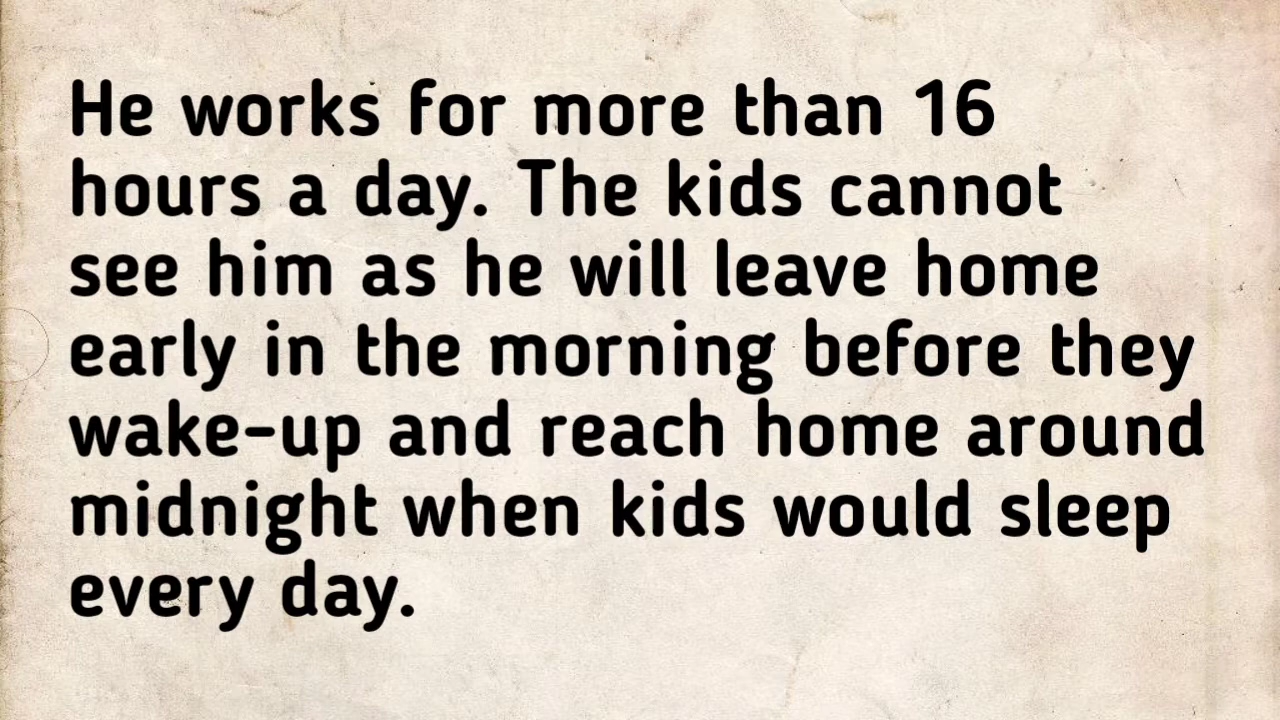 He works for more than 16
hours a day. The kids cannot
see him as he will leave home
early in the morning before they
wake-up and reach home around
midnight when kids would sleep
every day.